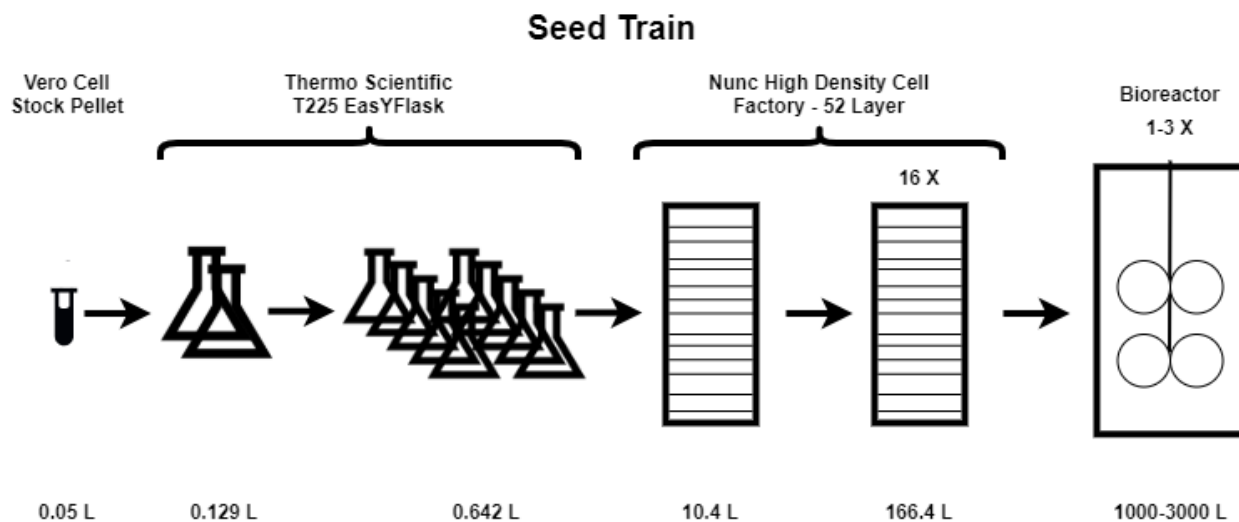 Seed Train
Vero Cell
Stock Pellet
Thermo Scientific
T225 EasYFlask
Nunc High Density Cell
Factory - 52 Layer
Bioreactor
1-3 X
16 X
0.05 L
0.129 L
0.642 L
10.4 L
166.4 L
1000-3000 L